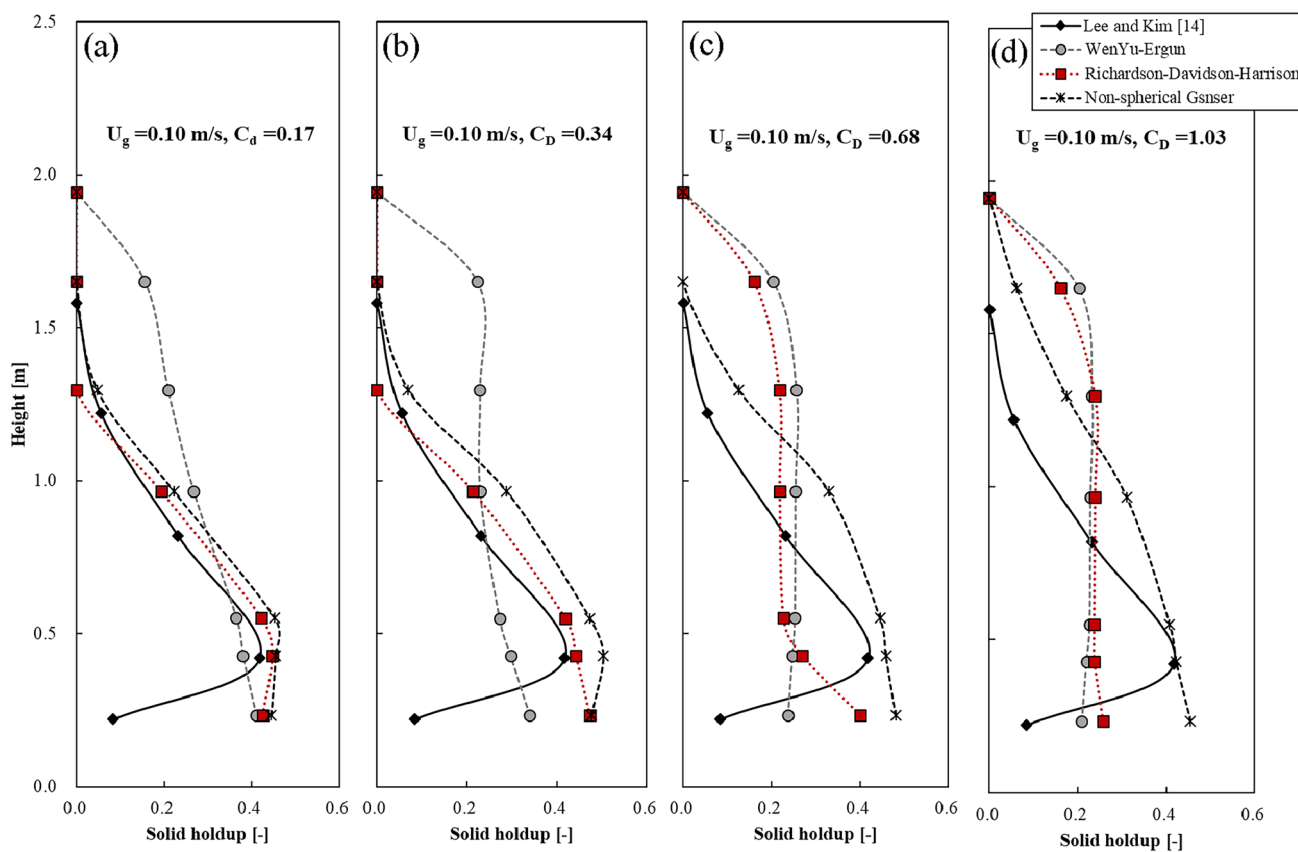 (a)
(b)
(c)
(d)
Lee and Kim [14]
WenYu-Ergun
Richardson-Davidson-Harrison
Non-spherical Gsnser
U_g =0.10 m/s, C_d =0.17
U_g =0.10 m/s, C_D =0.34
U_g =0.10 m/s, C_D =0.68
U_g =0.10 m/s, C_D =1.03
Height [m]
2.5
2.0
1.5
1.0
0.5
0.0
0.0 0.2 0.4 0.6
0.0 0.2 0.4 0.6
0.0 0.2 0.4 0.6
0.0 0.2 0.4 0.6
Solid holdup [-]
Solid holdup [-]
Solid holdup [-]
Solid holdup [-]